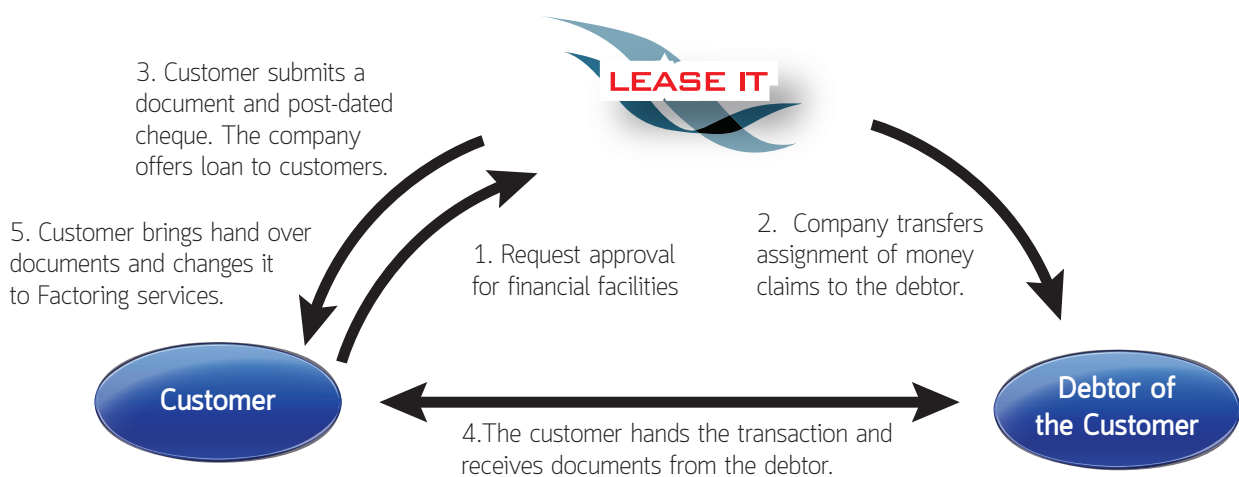 LEASE IT
3. Customer submits a
document and post-dated
cheque. The company
offers loan to customers.
5. Customer brings hand over
documents and changes it
to Factoring services.
1. Request approval
for financial facilities
2. Company transfers
assignment of money
claims to the debtor.
Customer
Debtor of
the Customer
4.The customer hands the transaction and
receives documents from the debtor.